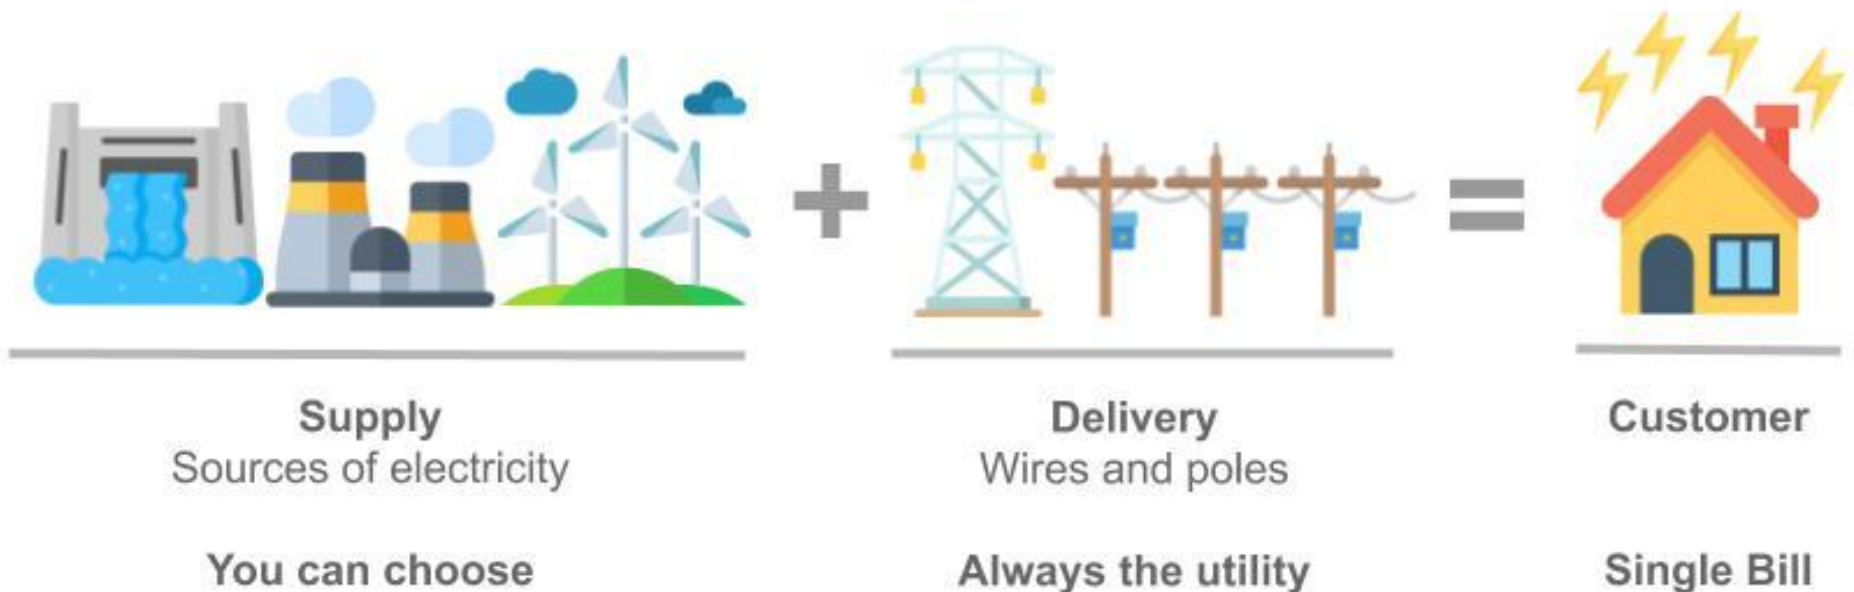 Supply
Sources of electricity
You can choose
Delivery
Wires and poles
Always the utility
Customer
Single Bill